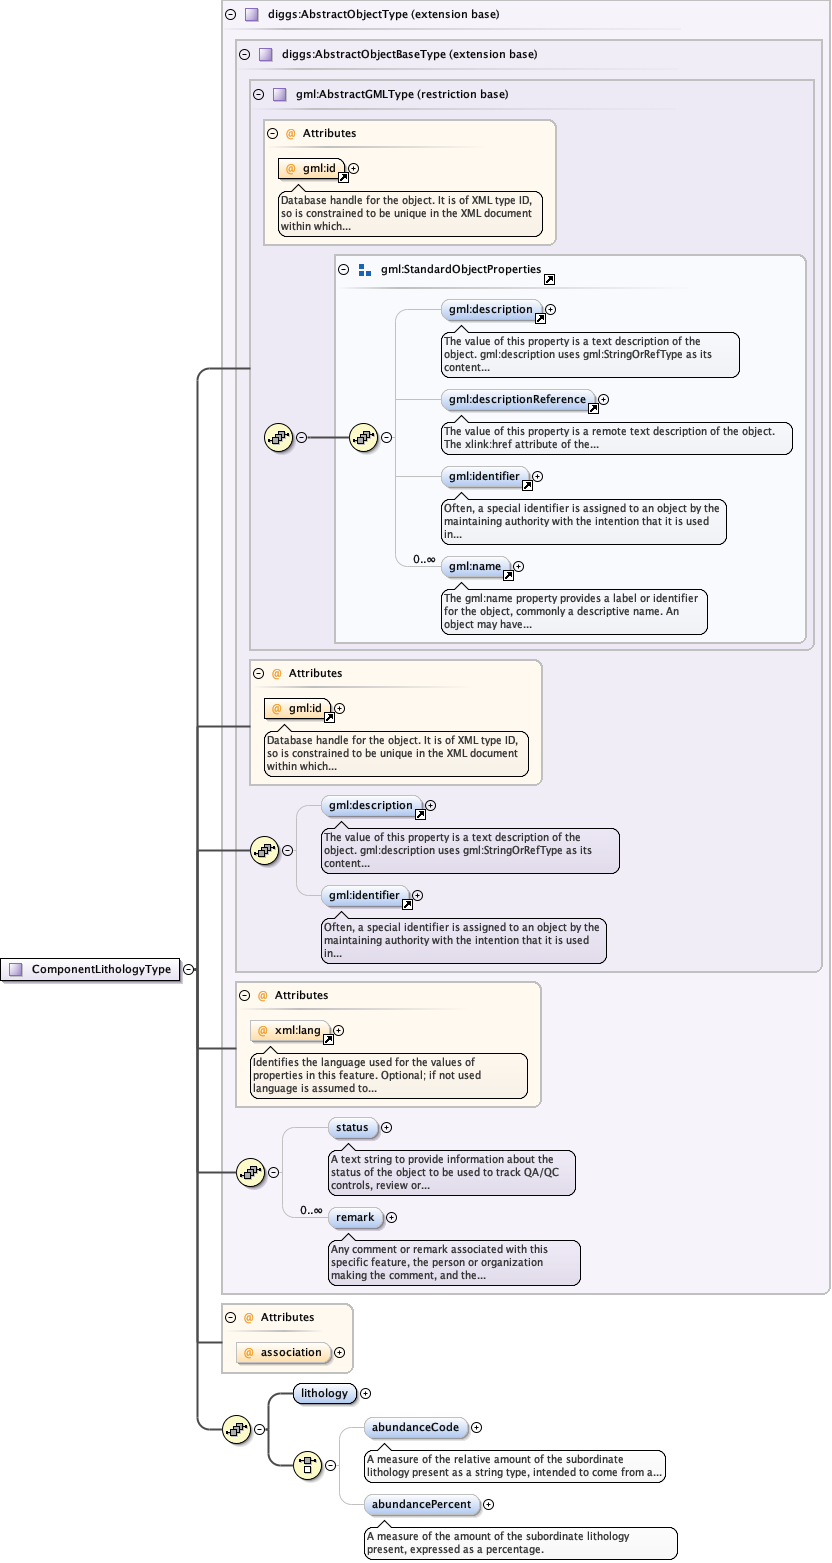 diggs:AbstractObjectType (extension base)
diggs:AbstractObjectBaseType (extension base)
gml:AbstractGMLType (restriction base)
@ Attributes
@ gml:id
Database handle for the object. It is of XML type ID,
so is constrained to be unique in the XML document
within which...
gml:StandardObjectProperties
gml:description
The value of this property is a text description of the
object. gml:description uses gml:StringOrRefType as its
content...
gml:descriptionReference
The value of this property is a remote text description of the object.
The xlink:href attribute of the...
gml:identifier
Often, a special identifier is assigned to an object by the
maintaining authority with the intention that it is used
in...
0..∞
gml:name
The gml:name property provides a label or identifier
for the object, commonly a descriptive name. An
object may have...
@ Attributes
@ gml:id
Database handle for the object. It is of XML type ID,
so is constrained to be unique in the XML document
within which...
gml:description
The value of this property is a text description of the
object. gml:description uses gml:StringOrRefType as its
content...
gml:identifier
Often, a special identifier is assigned to an object by the
maintaining authority with the intention that it is used
in...
ComponentLithologyType
@ Attributes
@ xml:lang
Identifies the language used for the values of
properties in this feature. Optional; if not used
language is assumed to...
status
A text string to provide information about the
status of the object to be used to track QA/QC
controls, review or...
0..∞
remark
Any comment or remark associated with this
specific feature, the person or organization
making the comment, and the...
@ Attributes
@ association
lithology
abundanceCode
A measure of the relative amount of the subordinate
lithology present as a string type, intended to come from a...
abundancePercent
A measure of the amount of the subordinate lithology
present, expressed as a percentage.